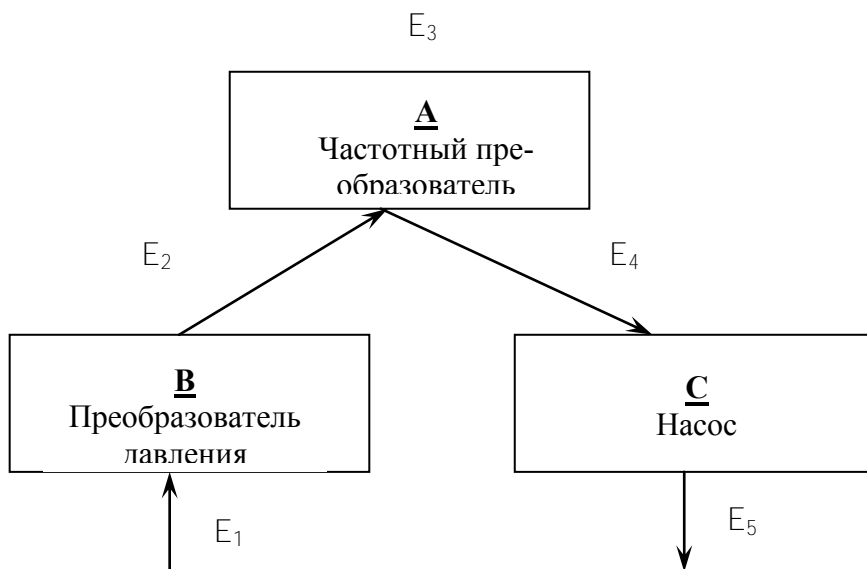 E₃
A
Частотный пре-
образователь
E₂
E₄
B
Преобразователь
давления
C
Насос
E₁
E₅